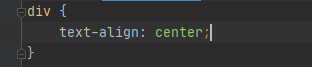 div {
    text-align: center;
}